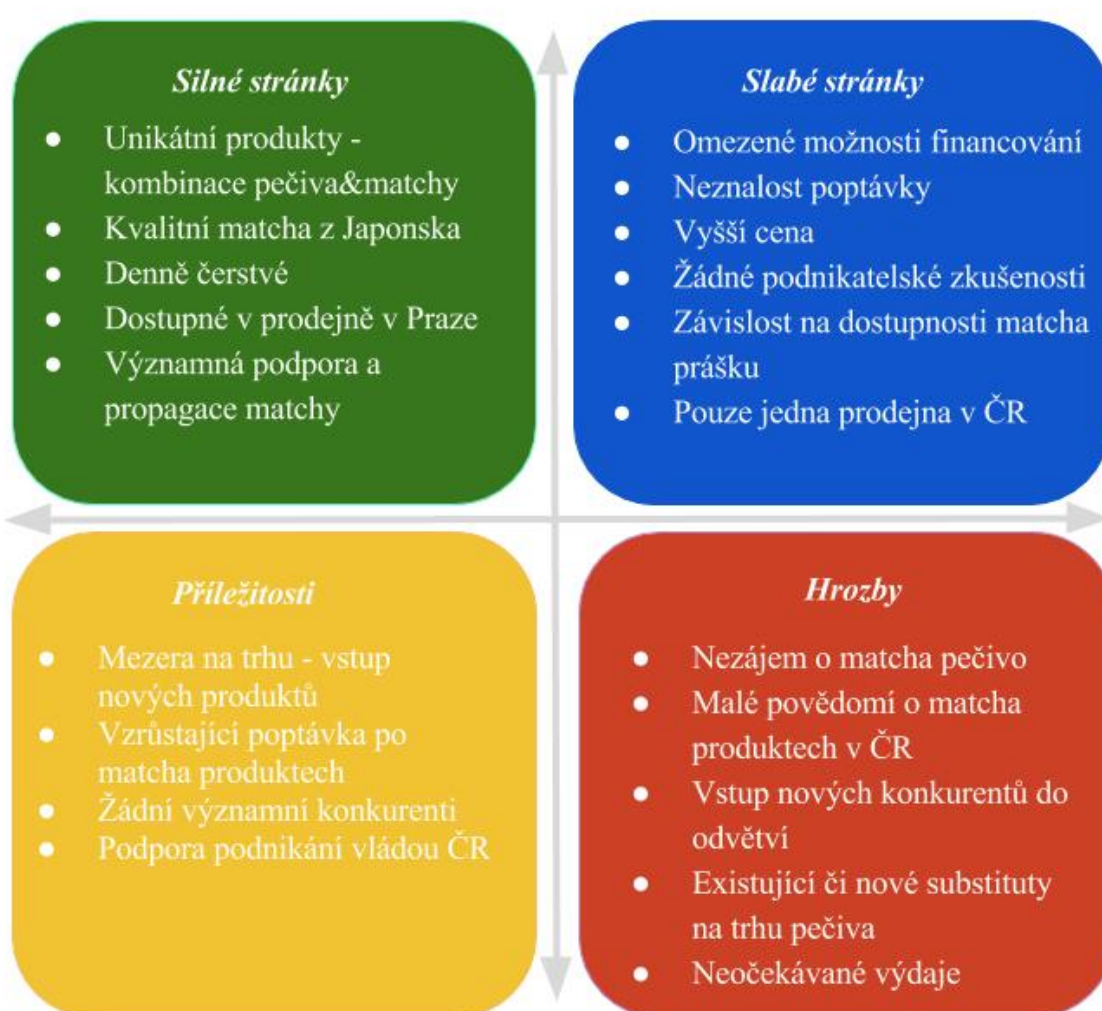 Silné stránky
● Unikátní produkty -
kombinace pečiva&matchy
● Kvalitní matcha z Japonska
● Denně čerstvé
● Dostupné v prodejně v Praze
● Významná podpora a
propagace matchy
Slabé stránky
● Omezené možnosti financování
● Neznalost poptávky
● Vyšší cena
● Žádné podnikatelské zkušenosti
● Závislost na dostupnosti matcha
prášku
● Pouze jedna prodejna v ČR
Příležitosti
● Mezera na trhu - vstup
nových produktů
● Vzrůstající poptávka po
matcha produktech
● Žádní významní konkurenti
● Podpora podnikání vládou ČR
Hrozby
● Nezájem o matcha pečivo
● Malé povědomí o matcha
produktech v ČR
● Vstup nových konkurentů do
odvětví
● Existující či nové substituty
na trhu pečiva
● Neočekávané výdaje